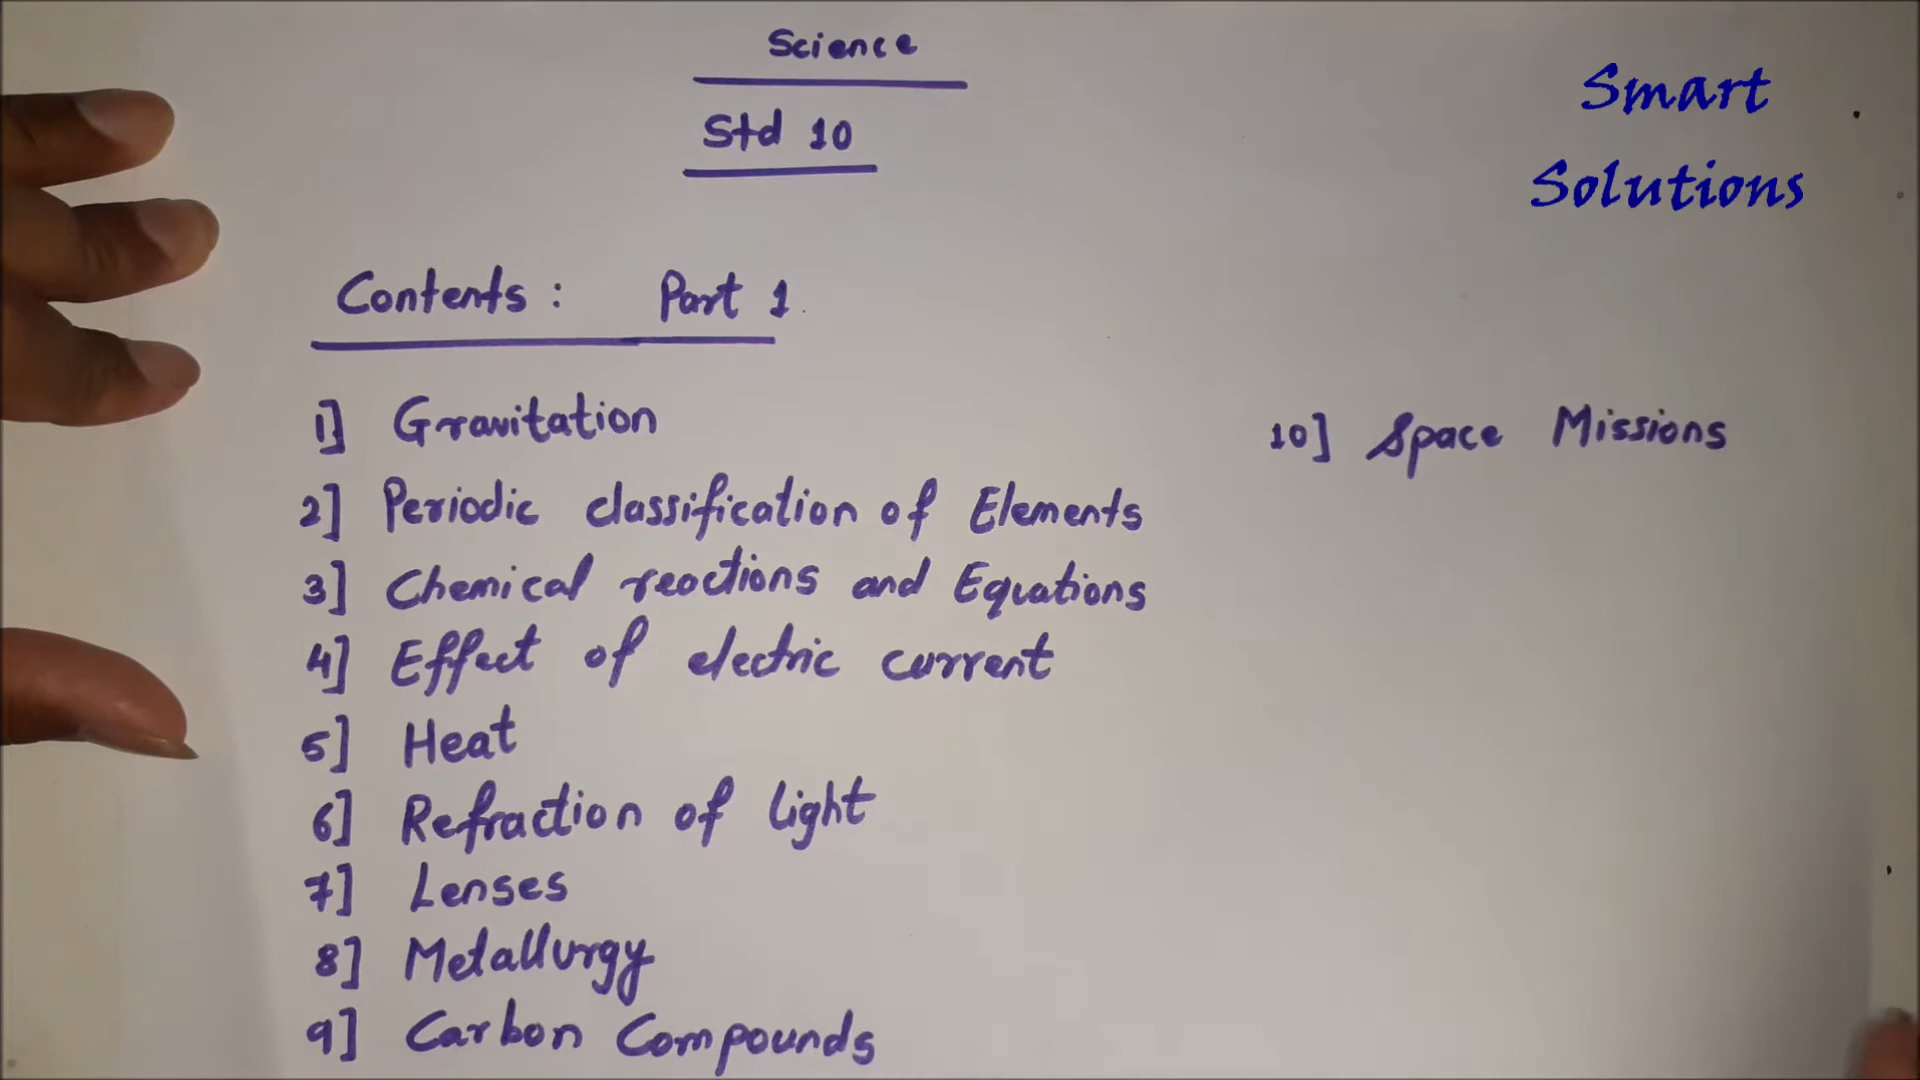 Science
Std 10
Smart
Solutions
Contents : Part 1
1] Gravitation
2] Periodic classification of Elements
3] Chemical reactions and Equations
4] Effect of electric current
5] Heat
6] Refraction of light
7] Lenses
8] Metallurgy
9] Carbon Compounds
10] Space Missions